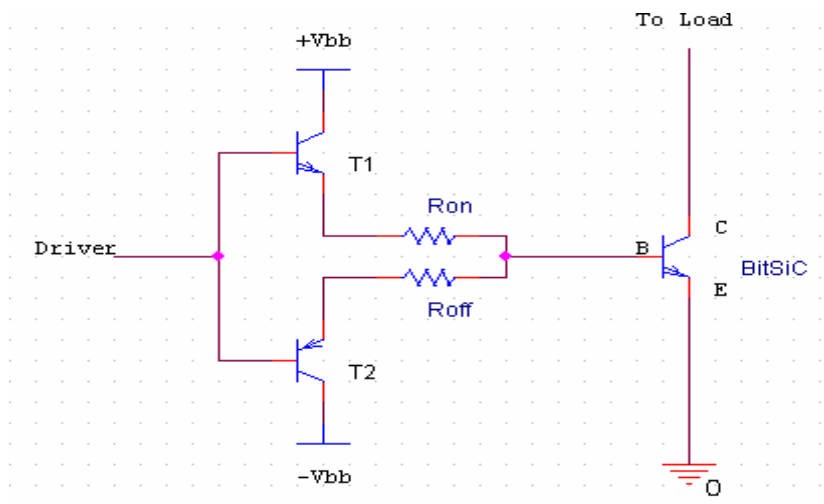 To Load
+Vbb
T1
Ron
Driver
B
C
BitSiC
E
Roff
T2
-Vbb
0